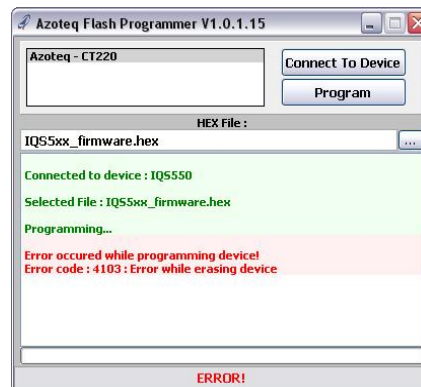 Azoteq Flash Programmer V1.0.1.15
Azoteq - CT220
Connect To Device
Program
HEX File :
IQS5xx_firmware.hex
...
Connected to device : IQS550
Selected File : IQS5xx_firmware.hex
Programming...
Error occured while programming device!
Error code : 4103 : Error while erasing device
ERROR!